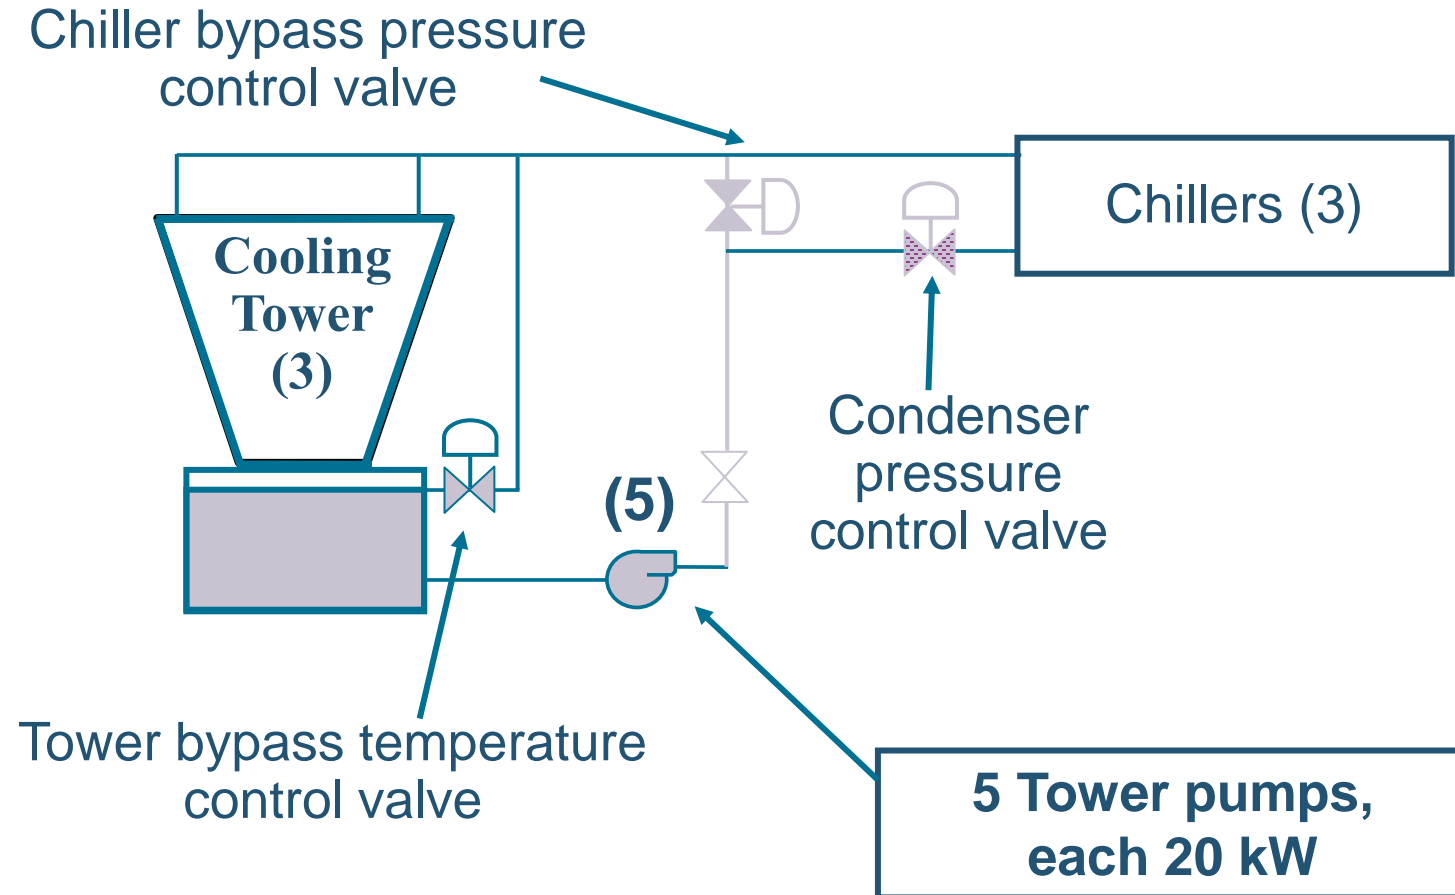 Chiller bypass pressure
control valve
Chillers (3)
Cooling
Tower
(3)
Condenser
pressure
control valve
(5)
Tower bypass temperature
control valve
5 Tower pumps,
each 20 kW